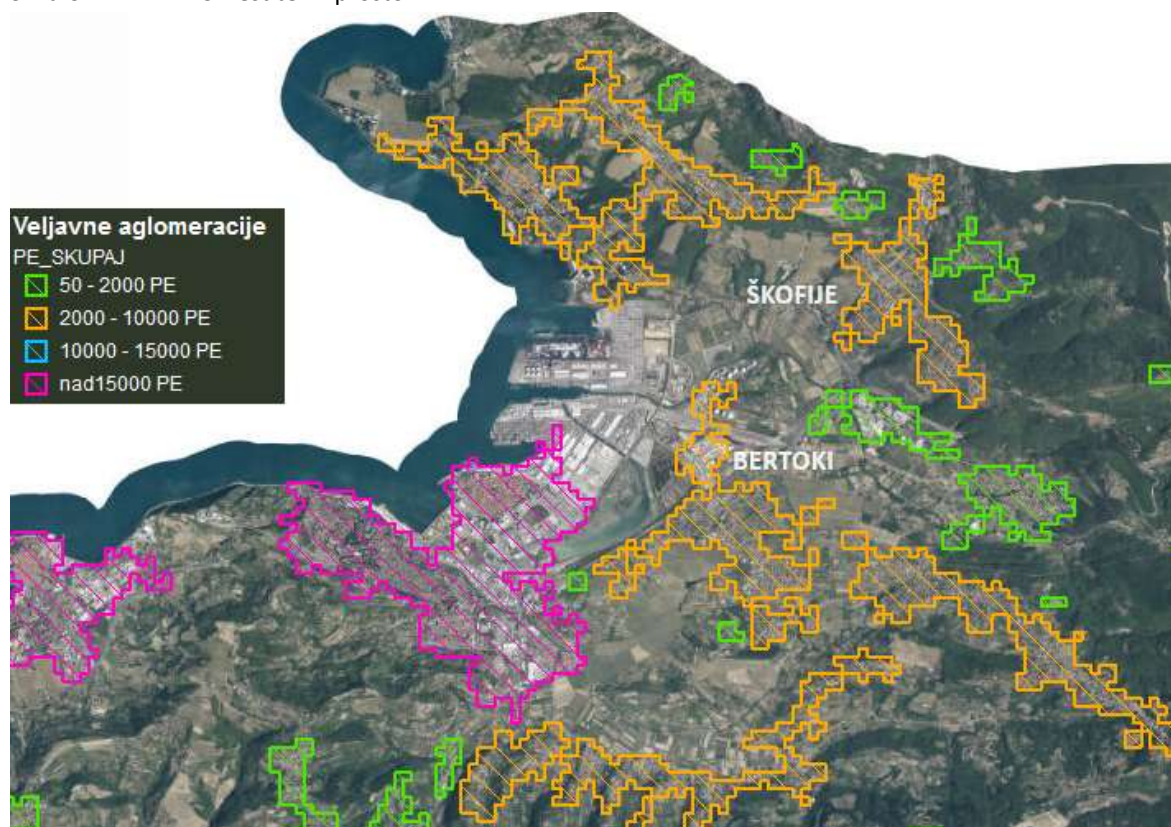 Veljavne aglomeracije
PE_SKUPAJ
50 - 2000 PE
2000 - 10000 PE
10000 - 15000 PE
nad15000 PE
ŠKOFIJE
BERTOKI